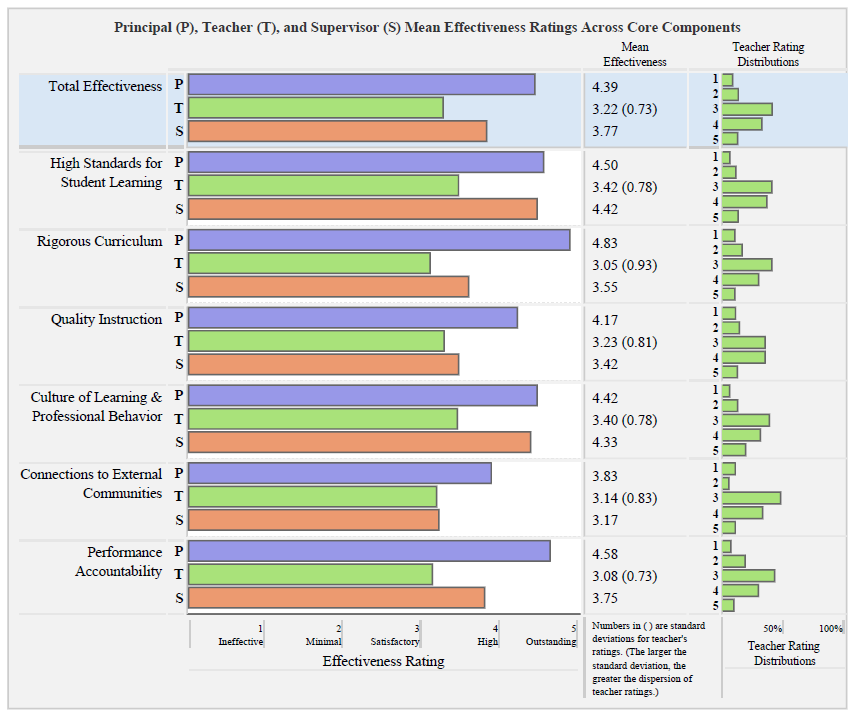 Principal (P), Teacher (T), and Supervisor (S) Mean Effectiveness Ratings Across Core Components
Mean
Effectiveness
Teacher Rating
Distributions
Total Effectiveness
P 4.39
T 3.22 (0.73)
S 3.77
1
2
3
4
5
High Standards for
Student Learning
P 4.50
T 3.42 (0.78)
S 4.42
1
2
3
4
5
Rigorous Curriculum
P 4.83
T 3.05 (0.93)
S 3.55
1
2
3
4
5
Quality Instruction
P 4.17
T 3.23 (0.81)
S 3.42
1
2
3
4
5
Culture of Learning &
Professional Behavior
P 4.42
T 3.40 (0.78)
S 4.33
1
2
3
4
5
Connections to External
Communities
P 3.83
T 3.14 (0.83)
S 3.17
1
2
3
4
5
Performance
Accountability
P 4.58
T 3.08 (0.73)
S 3.75
1
2
3
4
5
1 2 3 4 5
Ineffective Minimal Satisfactory High Outstanding
Effectiveness Rating
Numbers in ( ) are standard
deviations for teacher's
ratings. (The larger the
standard deviation, the
greater the dispersion of
teacher ratings.)
50% 100%
Teacher Rating
Distributions